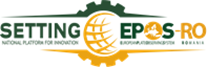 SETTING EPOS-RO
NATIONAL PLATFORM FOR INNOVATION
ROMANIA